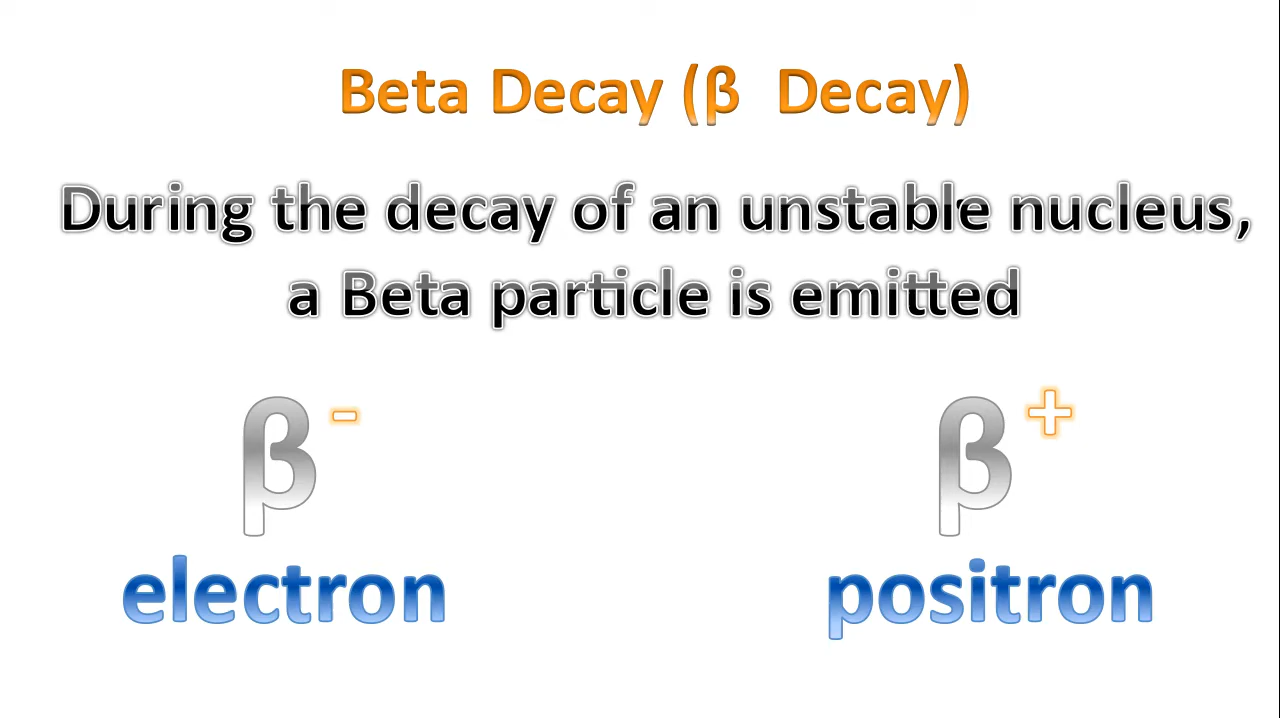 Beta Decay (β Decay)
During the decay of an unstable nucleus,
a Beta particle is emitted
β⁻ β⁺
electron positron